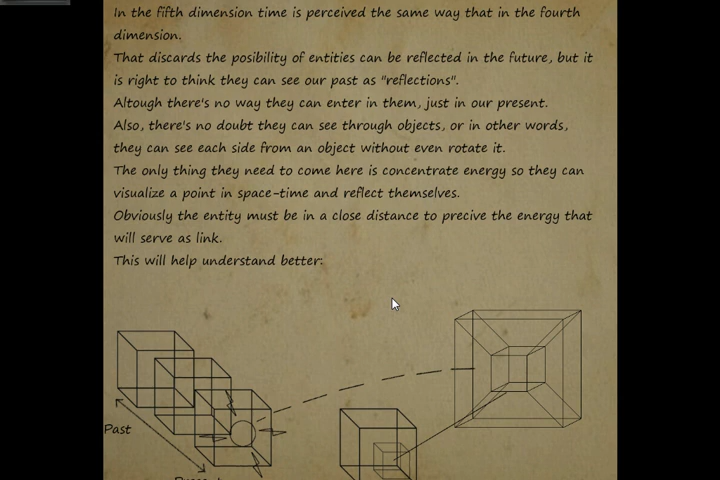 In the fifth dimension time is perceived the same way that in the fourth
dimension.
That discards the posibility of entities can be reflected in the future, but it
is right to think they can see our past as "reflections".
Altough there's no way they can enter in them, just in our present.
Also, there's no doubt they can see through objects, or in other words,
they can see each side from an object without even rotate it.
The only thing they need to come here is concentrate energy so they can
visualize a point in space-time and reflect themselves.
Obviously the entity must be in a close distance to precive the energy that
will serve as link.
This will help understand better:
Past